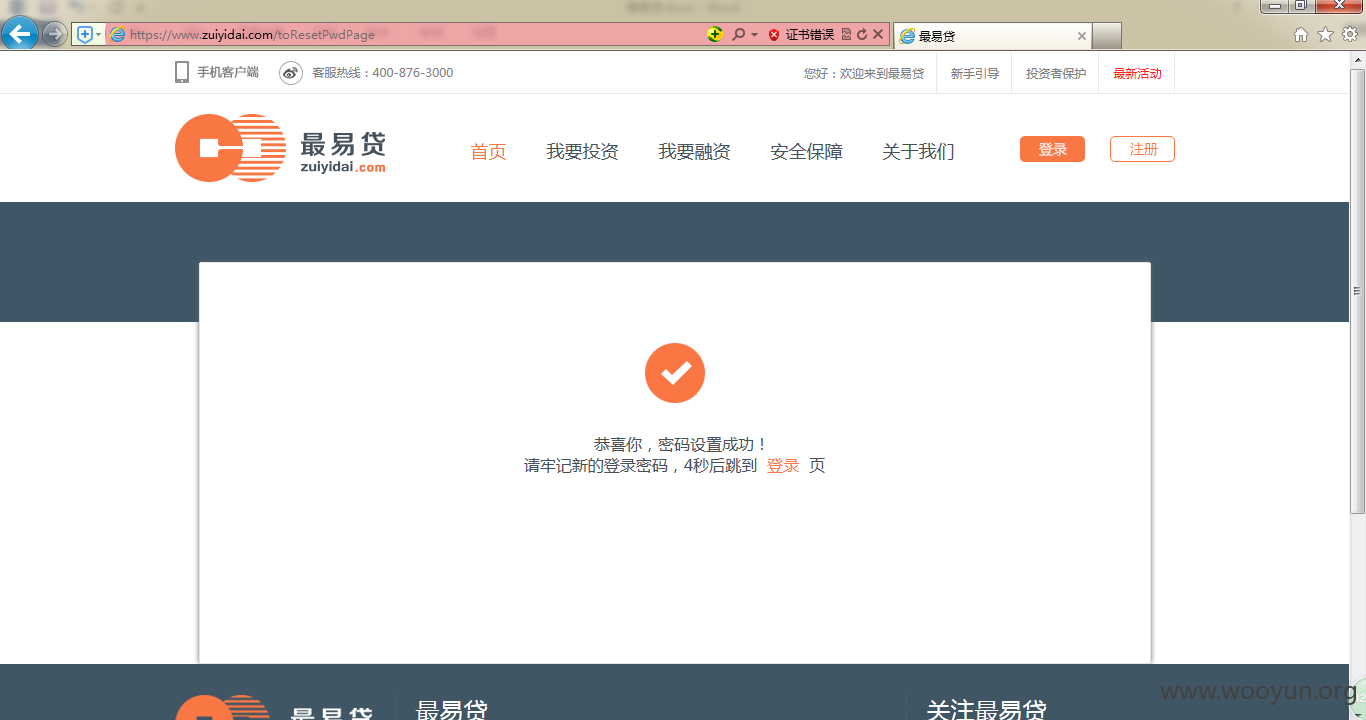 https://www.zuiyidai.com/toResetPwdPage
证书错误
最易贷
手机客户端
客服热线：400-876-3000
您好：欢迎来到最易贷
新手引导
投资者保护
最新活动
最易贷
zuiyidai.com
首页
我要投资
我要融资
安全保障
关于我们
登录
注册
恭喜你，密码设置成功！
请牢记新的登录密码，4秒后跳到 登录 页
最易贷
最易贷
关注最易贷
www.wooyun.org